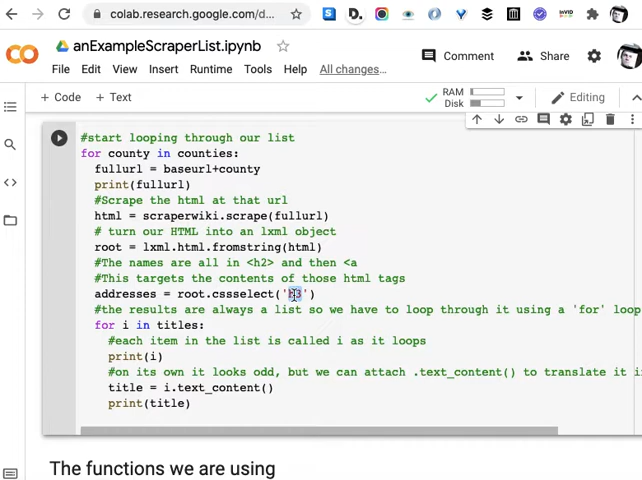 colab.research.google.com/d...
anExampleScraperList.ipynb
Comment
Share
File Edit View Insert Runtime Tools Help All changes...
+ Code + Text
RAM
Disk
Editing
#start looping through our list
for county in counties:
fullurl = baseurl+county
print(fullurl)
#Scrape the html at that url
html = scraperwiki.scrape(fullurl)
# turn our HTML into an lxml object
root = lxml.html.fromstring(html)
#The names are all in <h2> and then <a
#This targets the contents of those html tags
addresses = root.cssselect('h3')
#the results are always a list so we have to loop through it using a 'for' loop
for i in titles:
#each item in the list is called i as it loops
print(i)
#on its own it looks odd, but we can attach .text_content() to translate it i
title = i.text_content()
print(title)
The functions we are using